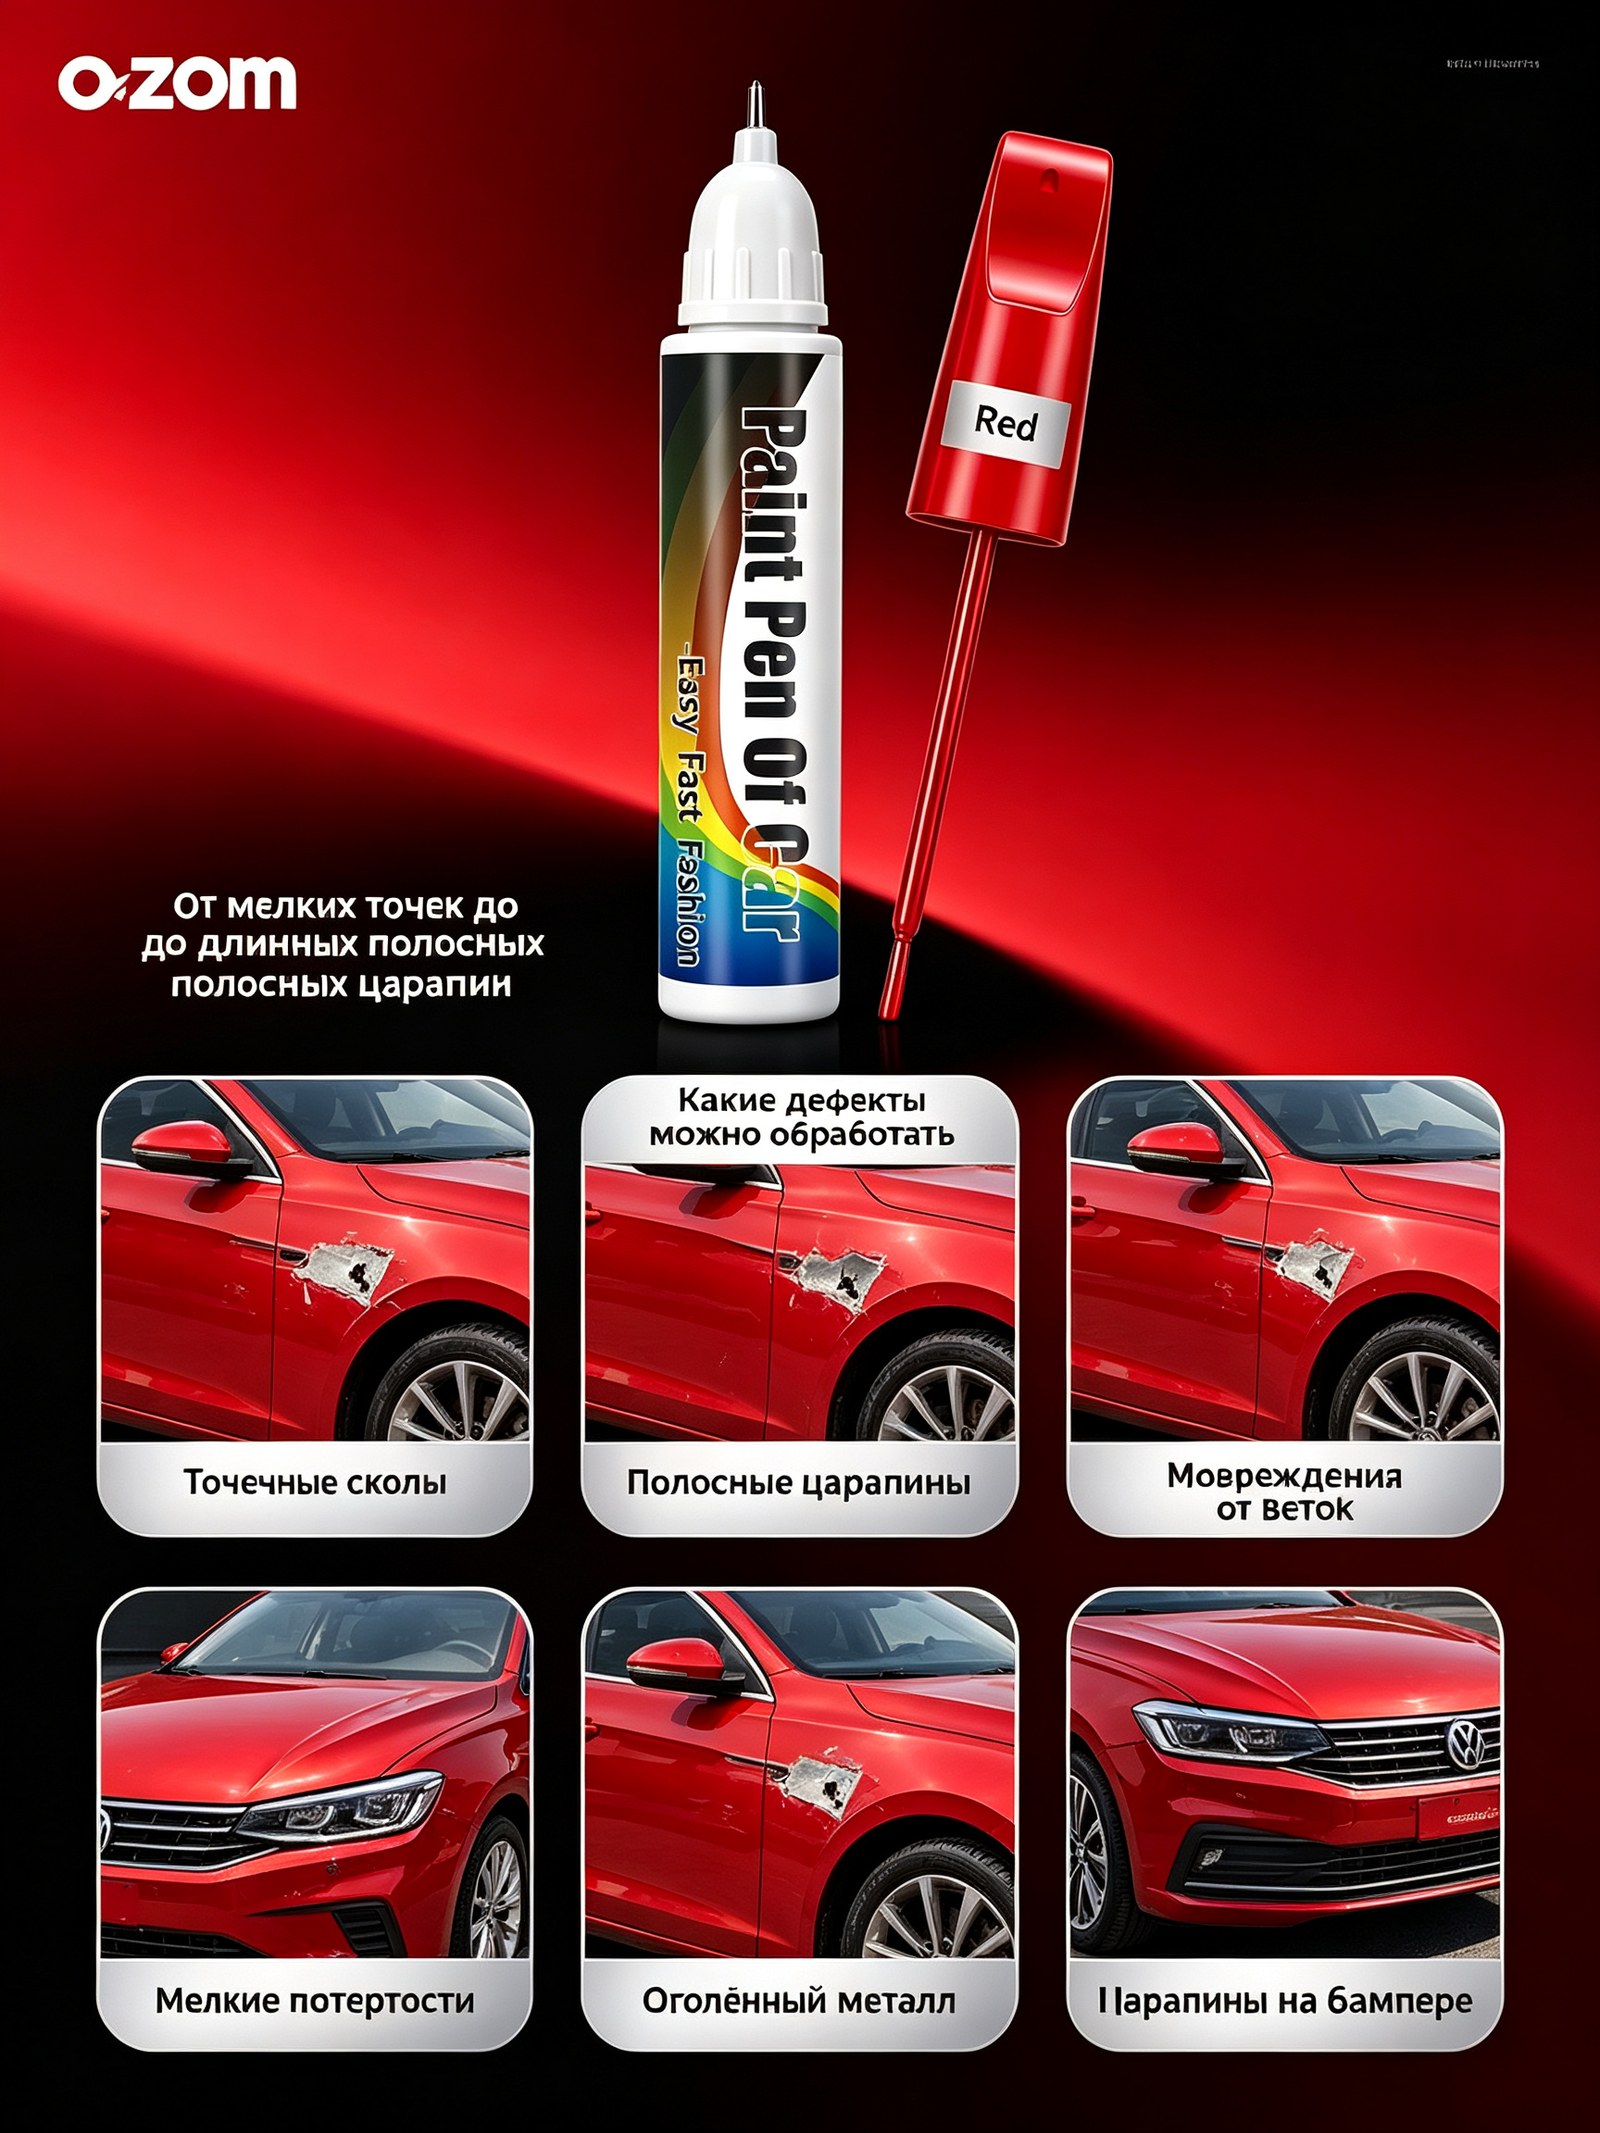 ozom
Red
Paint Pen Of Car
Easy Fast Fashion
От мелких точек до
до длинных полосных
полосных царапин
Какие дефекты
можно обработать
Точечные сколы
Полосные царапины
Мовреждения
от веток
Мелкие потертости
Оголённый металл
Царапины на бампере